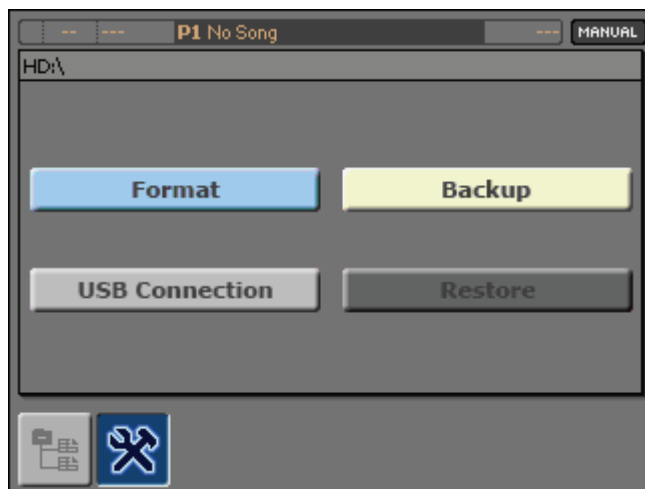 -- --- P1 No Song --- MANUAL
HD:\
Format Backup
USB Connection Restore